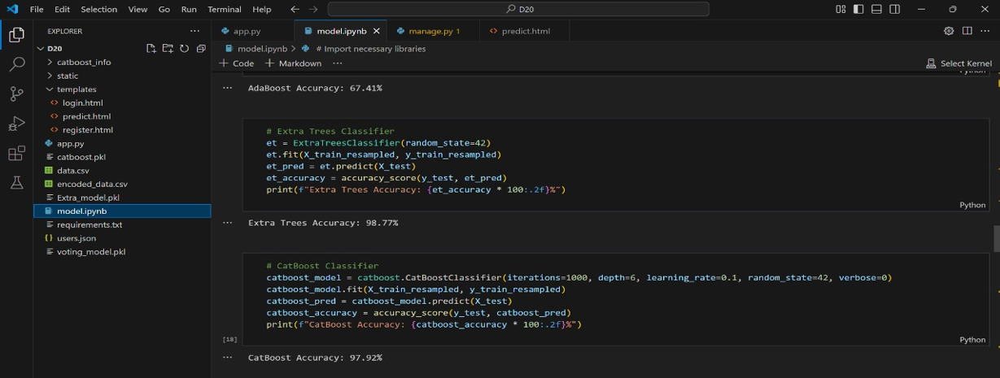 File Edit Selection View Go Run Terminal Help
D20
EXPLORER
app.py
model.ipynb
manage.py 1
predict.html
D20
model.ipynb > # Import necessary libraries
catboost_info
Code
Markdown
Select Kernel
static
templates
login.html
predict.html
register.html
app.py
catboost.pkl
data.csv
encoded_data.csv
Extra_model.pkl
model.ipynb
requirements.txt
users.json
voting_model.pkl
Python
AdaBoost Accuracy: 67.41%
# Extra Trees Classifier
et = ExtraTreesClassifier(random_state=42)
et.fit(X_train_resampled, y_train_resampled)
et_pred = et.predict(X_test)
et_accuracy = accuracy_score(y_test, et_pred)
print(f"Extra Trees Accuracy: {et_accuracy * 100:.2f}%")
Python
Extra Trees Accuracy: 98.77%
# CatBoost Classifier
catboost_model = catboost.CatBoostClassifier(iterations=1000, depth=6, learning_rate=0.1, random_state=42, verbose=0)
catboost_model.fit(X_train_resampled, y_train_resampled)
catboost_pred = catboost_model.predict(X_test)
catboost_accuracy = accuracy_score(y_test, catboost_pred)
print(f"CatBoost Accuracy: {catboost_accuracy * 100:.2f}%")
[18]
Python
CatBoost Accuracy: 97.92%